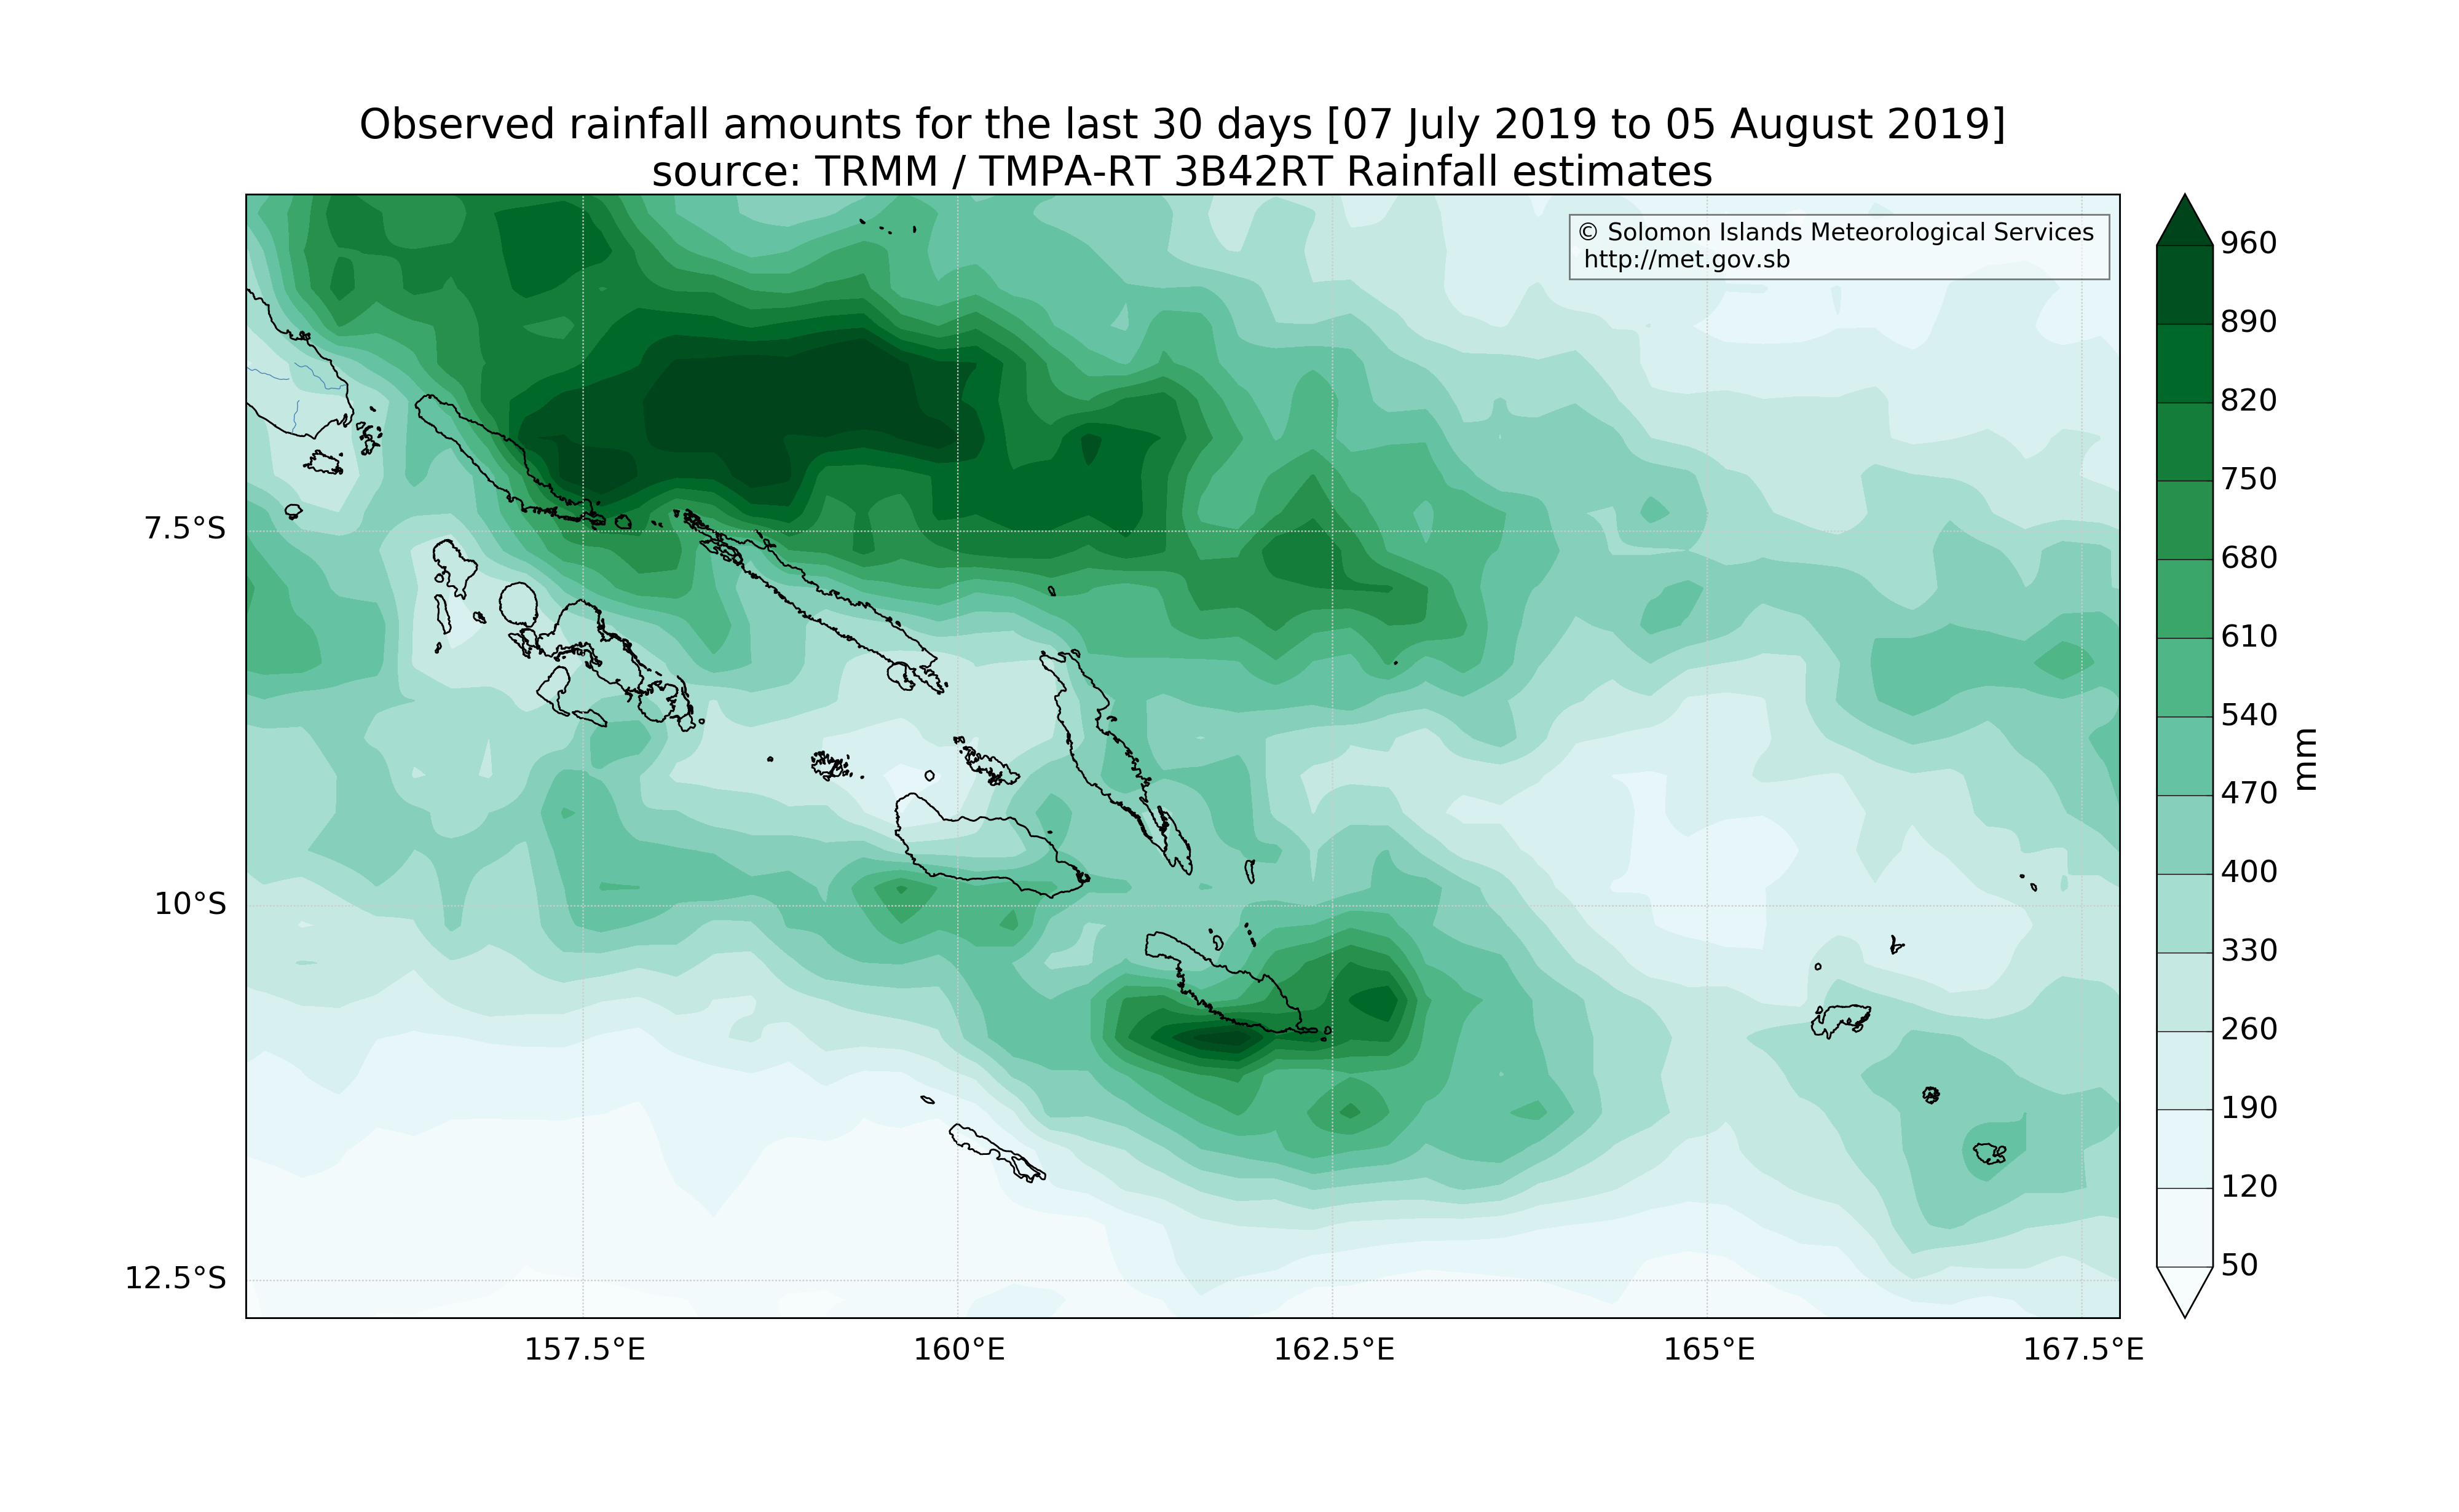 Observed rainfall amounts for the last 30 days [07 July 2019 to 05 August 2019]
source: TRMM / TMPA-RT 3B42RT Rainfall estimates
© Solomon Islands Meteorological Services
http://met.gov.sb
960
890
820
750
680
610
540
470
400
330
260
190
120
50
mm
7.5°S
10°S
12.5°S
157.5°E
160°E
162.5°E
165°E
167.5°E